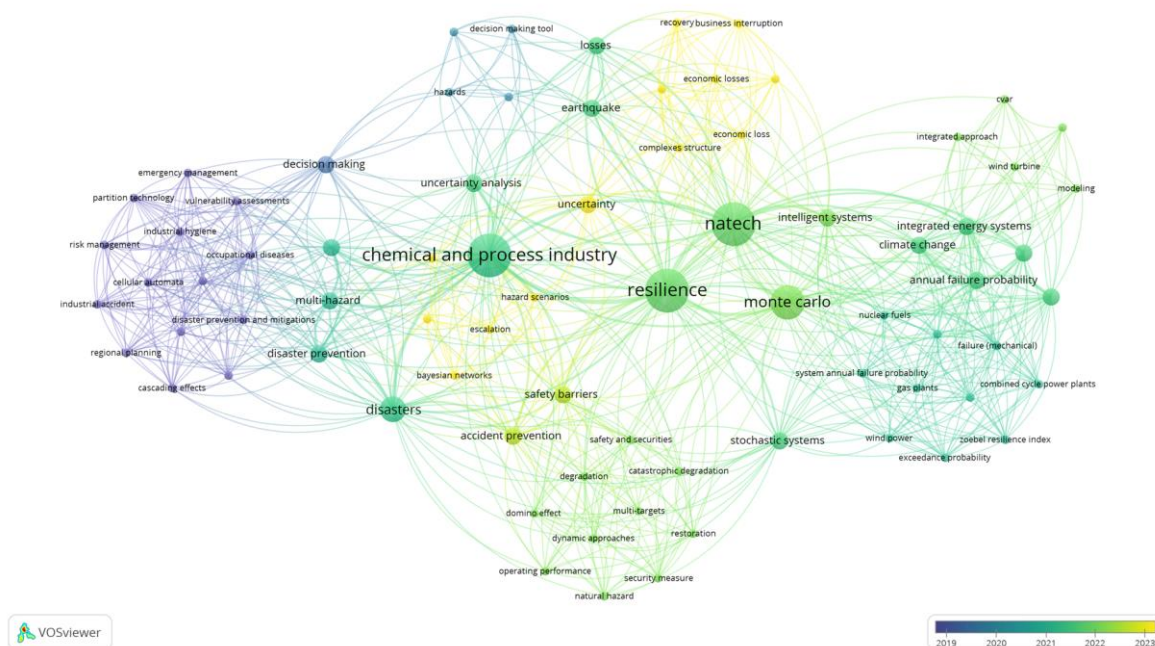 recovery business interruption
decision making tool
losses
economic losses
hazards
cvar
earthquake
economic loss
integrated approach
complexes structure
decision making
wind turbine
emergency management
uncertainty analysis
modeling
partition technology
vulnerability assessments
uncertainty
natech
intelligent systems
integrated energy systems
industrial hygiene
risk management
climate change
occupational diseases
chemical and process industry
cellular automata
annual failure probability
resilience
hazard scenarios
multi-hazard
monte carlo
industrial accident
nuclear fuels
disaster prevention and mitigations
escalation
failure (mechanical)
regional planning
disaster prevention
system annual failure probability
bayesian networks
cascading effects
gas plants
combined cycle power plants
safety barriers
disasters
accident prevention
safety and securities
stochastic systems
wind power
zoebel resilience index
exceedance probability
degradation
catastrophic degradation
domino effect
multi-targets
restoration
dynamic approaches
operating performance
security measure
natural hazard
VOSviewer
2019 2020 2021 2022 2023